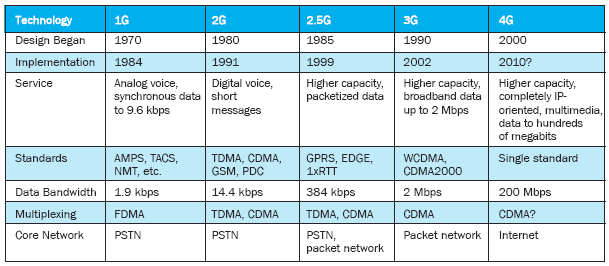 Technology 1G 2G 2.5G 3G 4G
Design Began 1970 1980 1985 1990 2000
Implementation 1984 1991 1999 2002 2010?
Service Analog voice, Digital voice, Higher capacity, Higher capacity, Higher capacity,
synchronous data short packetized data broadband data completely IP-
to 9.6 kbps messages up to 2 Mbps oriented, multimedia,
data to hundreds
of megabits
Standards AMPS, TACS, TDMA, CDMA, GPRS, EDGE, WCDMA, Single standard
NMT, etc. GSM, PDC 1xRTT CDMA2000
Data Bandwidth 1.9 kbps 14.4 kbps 384 kbps 2 Mbps 200 Mbps
Multiplexing FDMA TDMA, CDMA TDMA, CDMA CDMA CDMA?
Core Network PSTN PSTN PSTN, Packet network Internet
packet network